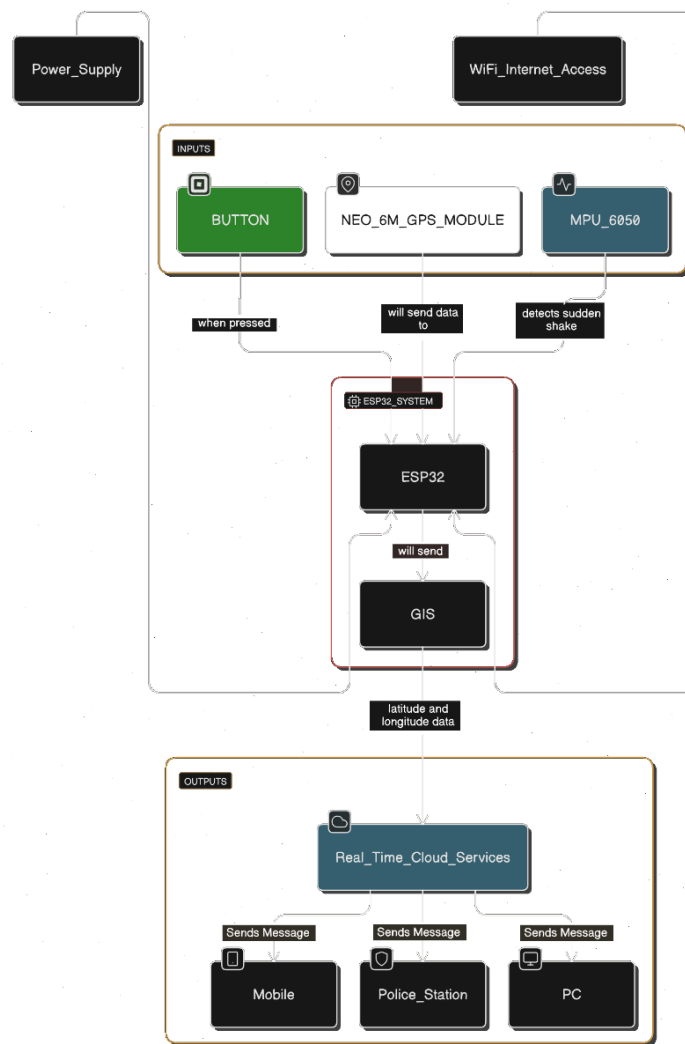 Power_Supply
WiFi_Internet_Access
INPUTS
BUTTON
NEO_6M_GPS_MODULE
MPU_6050
when pressed
will send data
to
detects sudden
shake
ESP32_SYSTEM
ESP32
will send
GIS
latitude and
longitude data
OUTPUTS
Real_Time_Cloud_Services
Sends Message
Sends Message
Sends Message
Mobile
Police_Station
PC